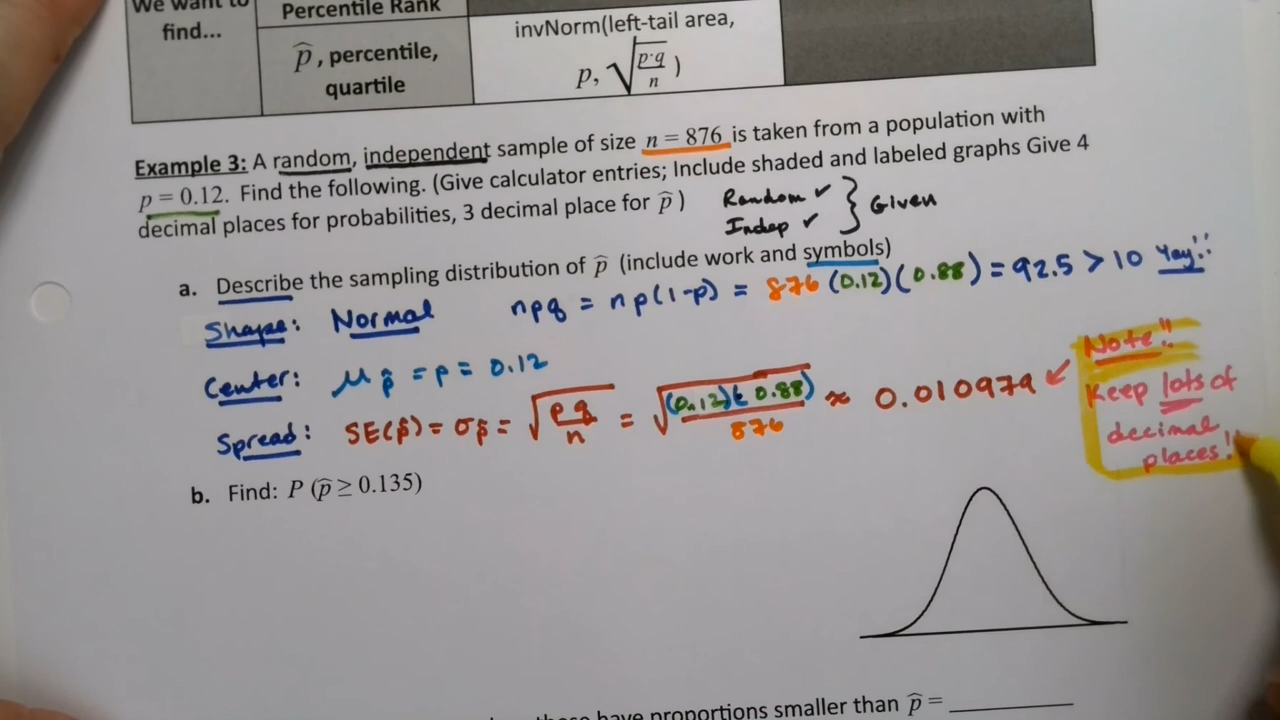 We want to
find...
Percentile Rank
p̂, percentile,
quartile
invNorm(left-tail area,
p, √(p·q/n) )
Example 3: A random, independent sample of size n = 876 is taken from a population with
p = 0.12. Find the following. (Give calculator entries; Include shaded and labeled graphs Give 4
decimal places for probabilities, 3 decimal place for p̂ )
Random ✓
Indep ✓
} Given
a. Describe the sampling distribution of p̂ (include work and symbols)
Shape: Normal npq = np(1-p) = 876 (0.12)(0.88) = 92.5 > 10 Yay!!
Center: μp̂ = p = 0.12
Spread: SE(p̂) = σp̂ = √(pq/n) = √((0.12)(0.88)/876) ≈ 0.010979
Note!!
Keep lots of
decimal
places!!
b. Find: P (p̂ ≥ 0.135)
have proportions smaller than p̂ =